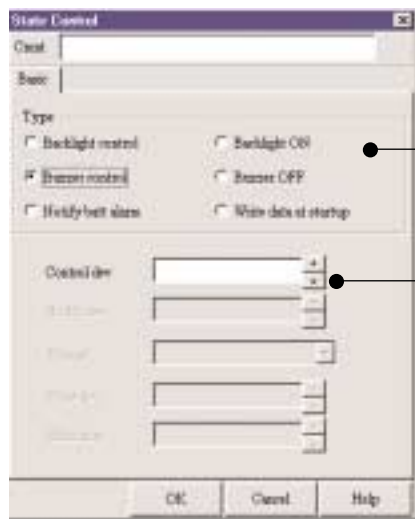 State Control
Cmnt
Basic
Type
Backlight control
Backlight ON
Buzzer control
Buzzer OFF
Notify batt alarm
Write data at startup
Control dev
OK
Cancel
Help